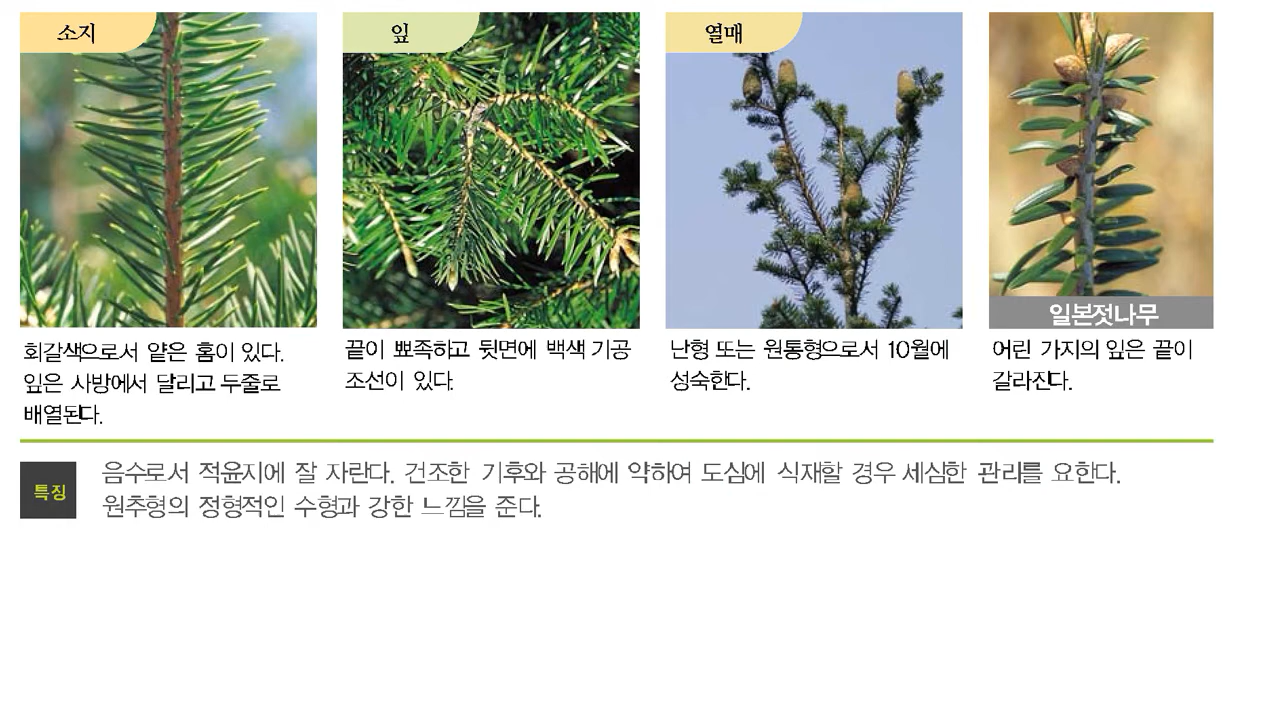 소지
잎
열매
일본젓나무
회갈색으로서 얕은 홈이 있다.
잎은 사방에서 달리고 두줄로
배열된다.
끝이 뾰족하고 뒷면에 백색 기공
조선이 있다.
난형 또는 원통형으로서 10월에
성숙한다.
어린 가지의 잎은 끝이
갈라진다.
특징
음수로서 적윤지에 잘 자란다. 건조한 기후와 공해에 약하여 도심에 식재할 경우 세심한 관리를 요한다.
원추형의 정형적인 수형과 강한 느낌을 준다.